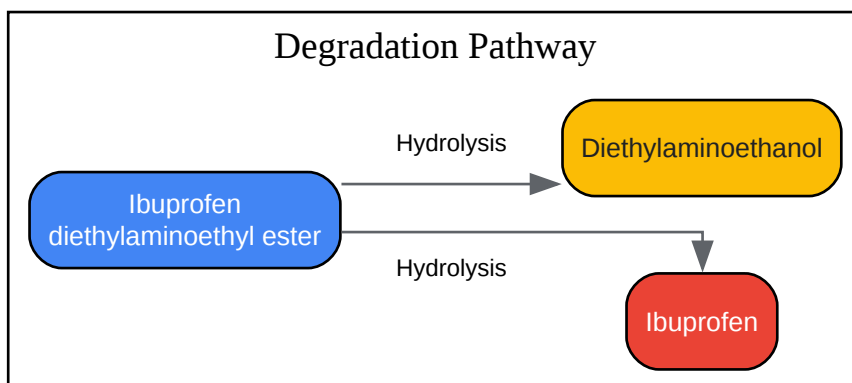 Degradation Pathway
Hydrolysis
Diethylaminoethanol
Ibuprofen
diethylaminoethyl ester
Hydrolysis
Ibuprofen